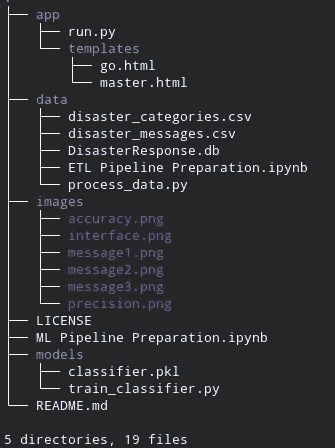 ├── app
│   ├── run.py
│   └── templates
│       ├── go.html
│       └── master.html
├── data
│   ├── disaster_categories.csv
│   ├── disaster_messages.csv
│   ├── DisasterResponse.db
│   ├── ETL Pipeline Preparation.ipynb
│   └── process_data.py
├── images
│   ├── accuracy.png
│   ├── interface.png
│   ├── message1.png
│   ├── message2.png
│   ├── message3.png
│   └── precision.png
├── LICENSE
├── ML Pipeline Preparation.ipynb
├── models
│   ├── classifier.pkl
│   └── train_classifier.py
└── README.md
5 directories, 19 files